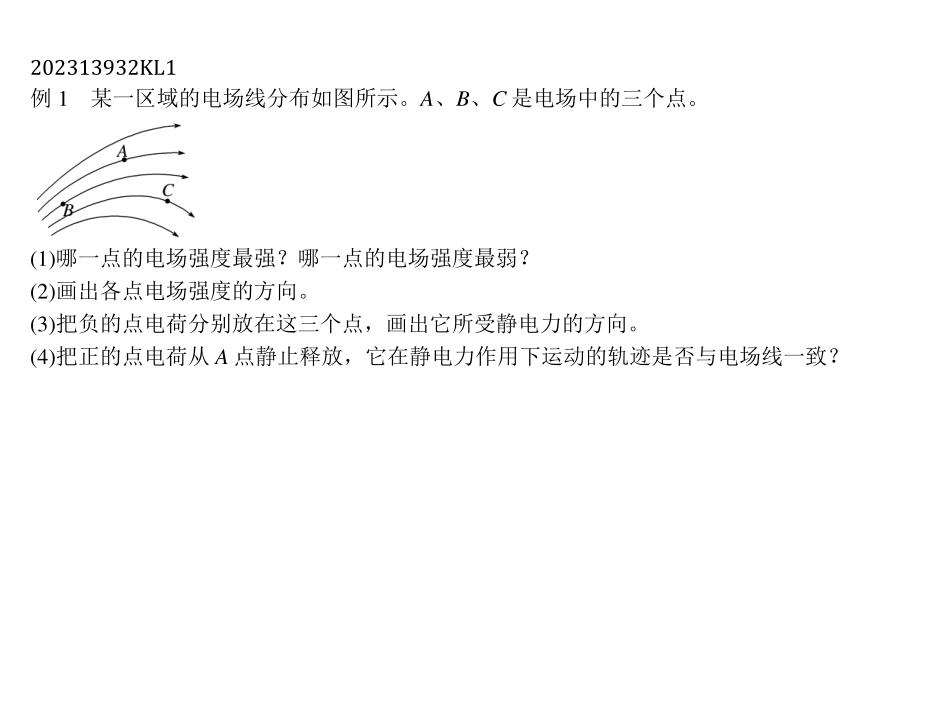 202313932KL1
例 1　某一区域的电场线分布如图所示。A、B、C 是电场中的三个点。
A
C
B
(1)哪一点的电场强度最强？哪一点的电场强度最弱？
(2)画出各点电场强度的方向。
(3)把负的点电荷分别放在这三个点，画出它所受静电力的方向。
(4)把正的点电荷从 A 点静止释放，它在静电力作用下运动的轨迹是否与电场线一致？